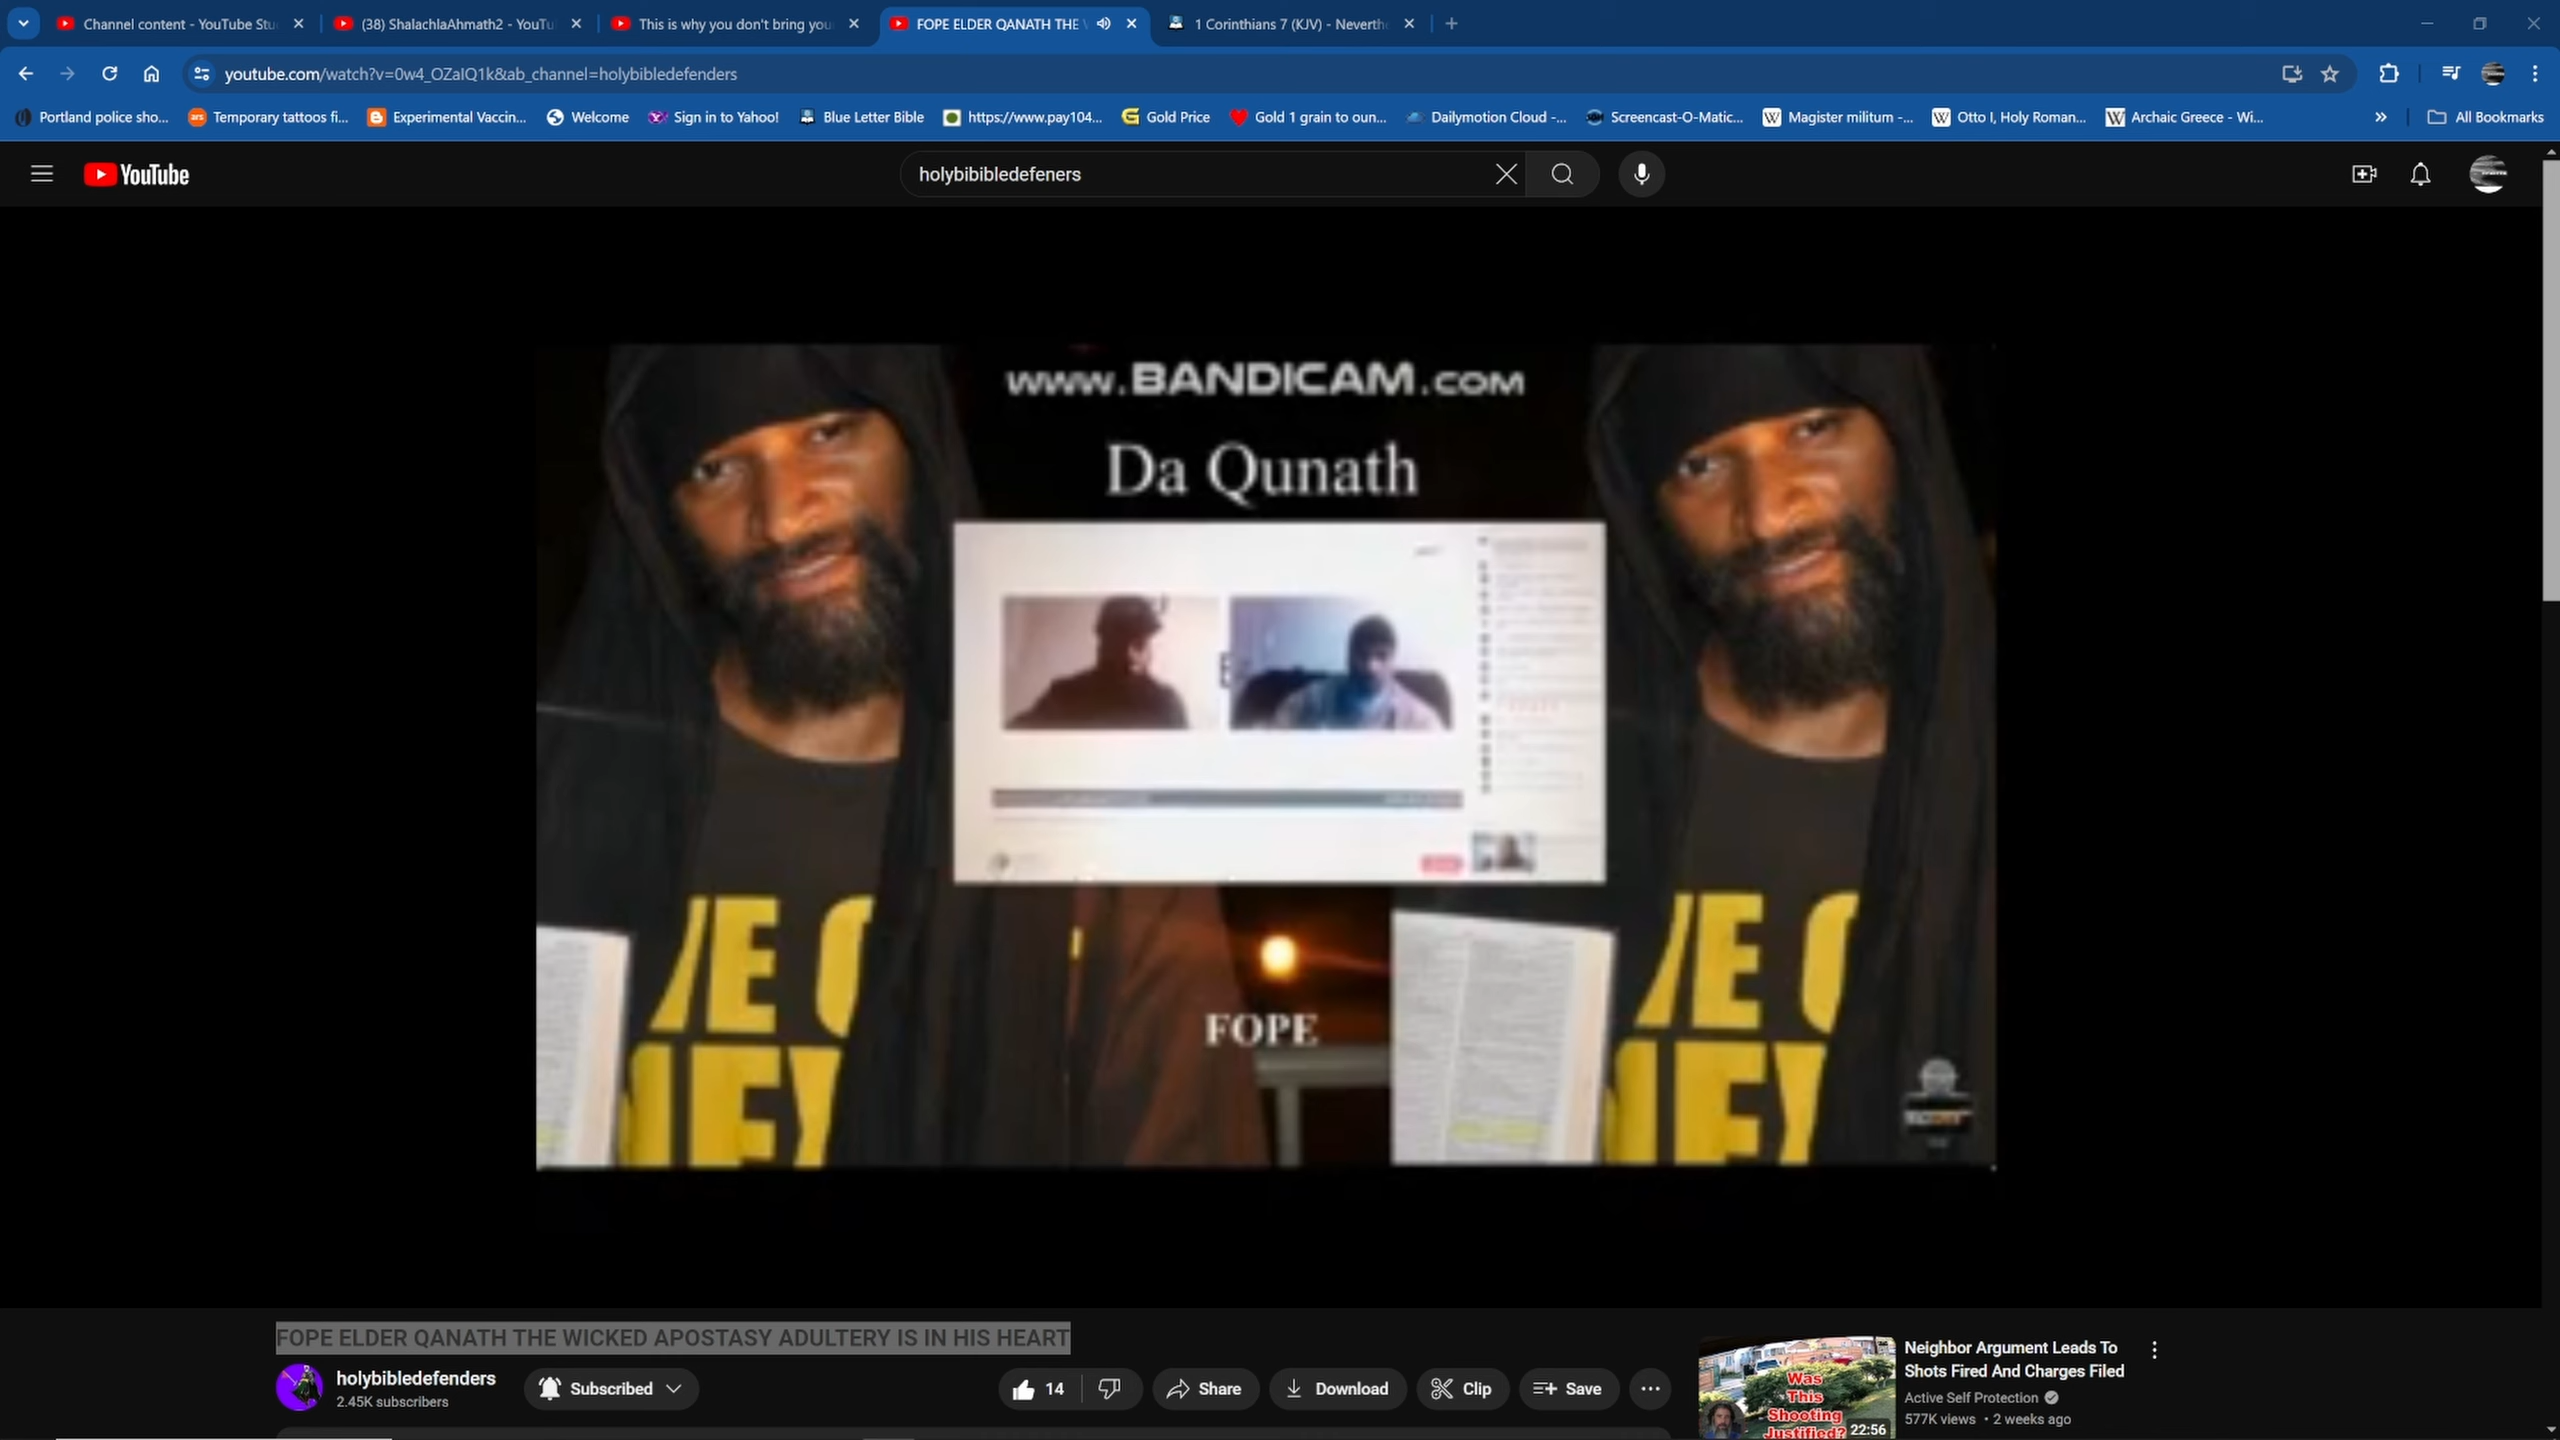 Channel content - YouTube Stu
(38) ShalachlaAhmath2 - YouTu
This is why you don't bring you
FOPE ELDER QANATH THE
1 Corinthians 7 (KJV) - Neverth
youtube.com/watch?v=0w4_OZaIQ1k&ab_channel=holybibledefenders
Portland police sho...
Temporary tattoos fi...
Experimental Vaccin...
Welcome
Sign in to Yahoo!
Blue Letter Bible
https://www.pay104...
Gold Price
Gold 1 grain to oun...
Dailymotion Cloud -...
Screencast-O-Matic...
Magister militum -...
Otto I, Holy Roman...
Archaic Greece - Wi...
All Bookmarks
YouTube
holybibibledefeners
www.BANDICAM.COM
Da Qunath
FOPE
FOPE ELDER QANATH THE WICKED APOSTASY ADULTERY IS IN HIS HEART
holybibledefenders
2.45K subscribers
Subscribed
14
Share
Download
Clip
Save
Was
This
Shooting
Justified?
22:56
Neighbor Argument Leads To
Shots Fired And Charges Filed
Active Self Protection
577K views • 2 weeks ago